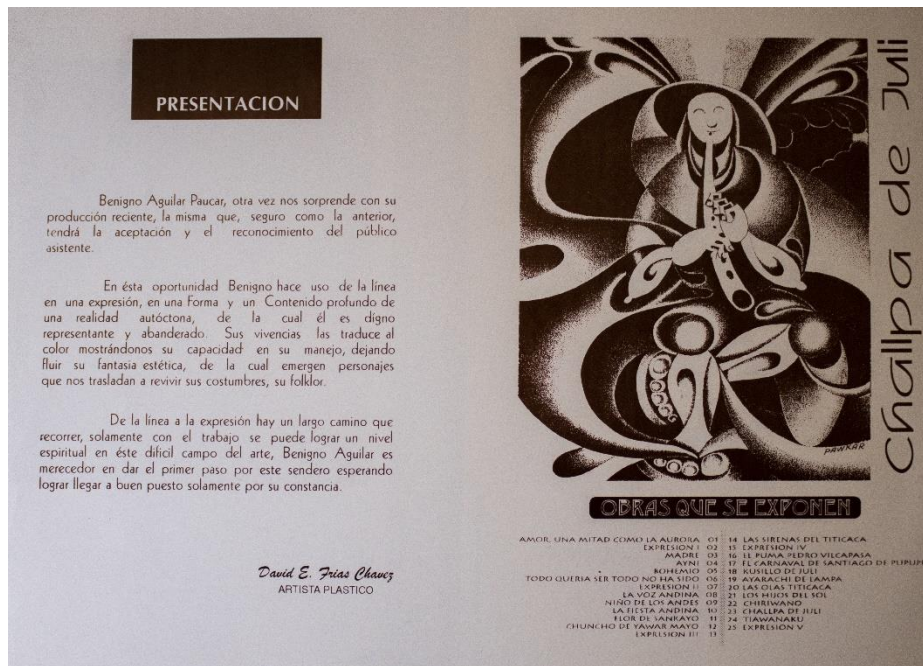 PRESENTACION
Benigno Aguilar Paucar, otra vez nos sorprende con su
producción reciente, la misma que, seguro como la anterior,
tendrá la aceptación y el reconocimiento del público
asistente.
En ésta oportunidad Benigno hace uso de la línea
en una expresión, en una Forma y un Contenido profundo de
una realidad autóctona, de la cual él es digno
representante y abanderado. Sus vivencias las traduce al
color mostrándonos su capacidad en su manejo, dejando
fluir su fantasia estética, de la cual emergen personajes
que nos trasladan a revivir sus costumbres, su folklor.
De la línea a la expresión hay un largo camino que
recorrer, solamente con el trabajo se puede lograr un nivel
espiritual en éste dificil campo del arte, Benigno Aguilar es
merecedor en dar el primer paso por este sendero esperando
lograr llegar a buen puesto solamente por su constancia.
David E. Frias Chavez
ARTISTA PLASTICO
Challpa de Juli
PAWKAR
OBRAS QUE SE EXPONEN
AMOR, UNA MITAD COMO LA AURORA 01
EXPRESION I 02
MADRE 03
AYNI 04
BOHEMIO 05
TODO QUERIA SER TODO NO HA SIDO 06
EXPRESION II 07
LA VOZ ANDINA 08
NIÑO DE LOS ANDES 09
LA FIESTA ANDINA 10
FLOR DE SANKAYO 11
CHUNCHO DE YAWAR MAYO 12
EXPRESION III 13
14 LAS SIRENAS DEL TITICACA
15 EXPRESION IV
16 EL PUMA PEDRO VILCAPASA
17 EL CARNAVAL DE SANTIAGO DE PUPUJA
18 KUSILLO DE JULI
19 AYARACHI DE LAMPA
20 LAS OLAS TITICACA
21 LOS HIJOS DEL SOL
22 CHIRIWANO
23 CHALLPA DE JULI
24 TIAWANAKU
25 EXPRESION V